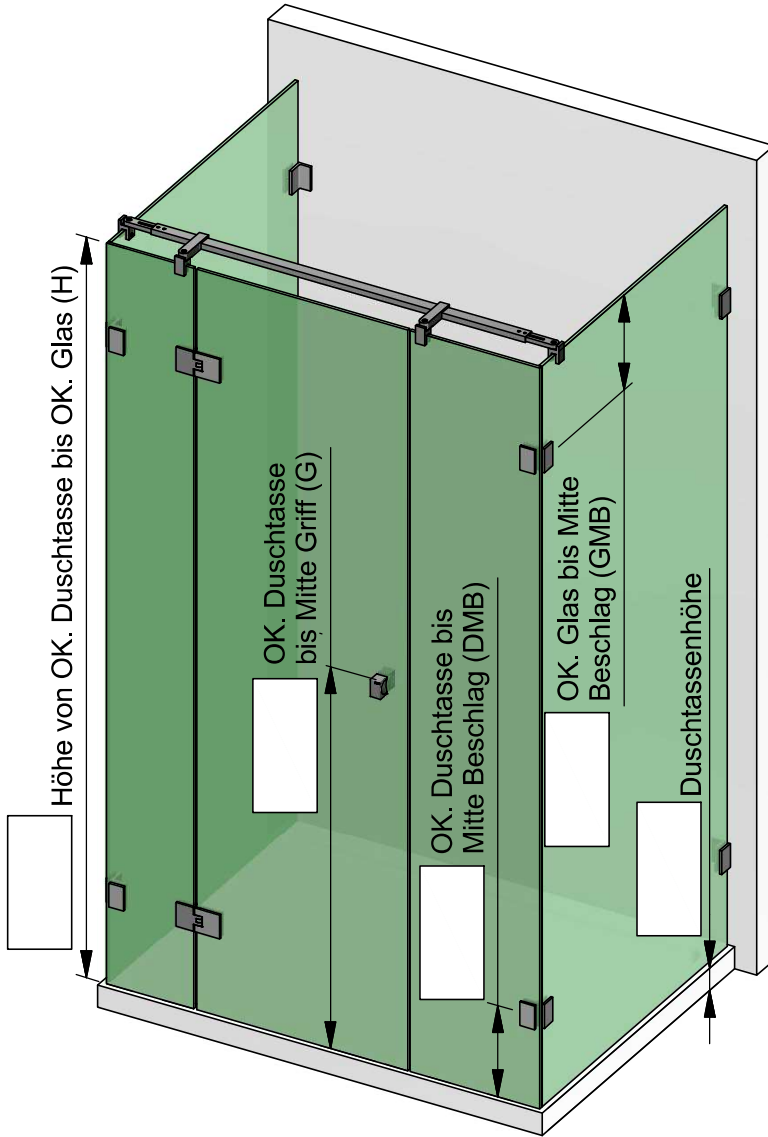 Höhe von OK. Duschtasse bis OK. Glas (H)
OK. Duschtasse
bis Mitte Griff (G)
OK. Duschtasse bis
Mitte Beschlag (DMB)
OK. Glas bis Mitte
Beschlag (GMB)
Duschtassenhöhe